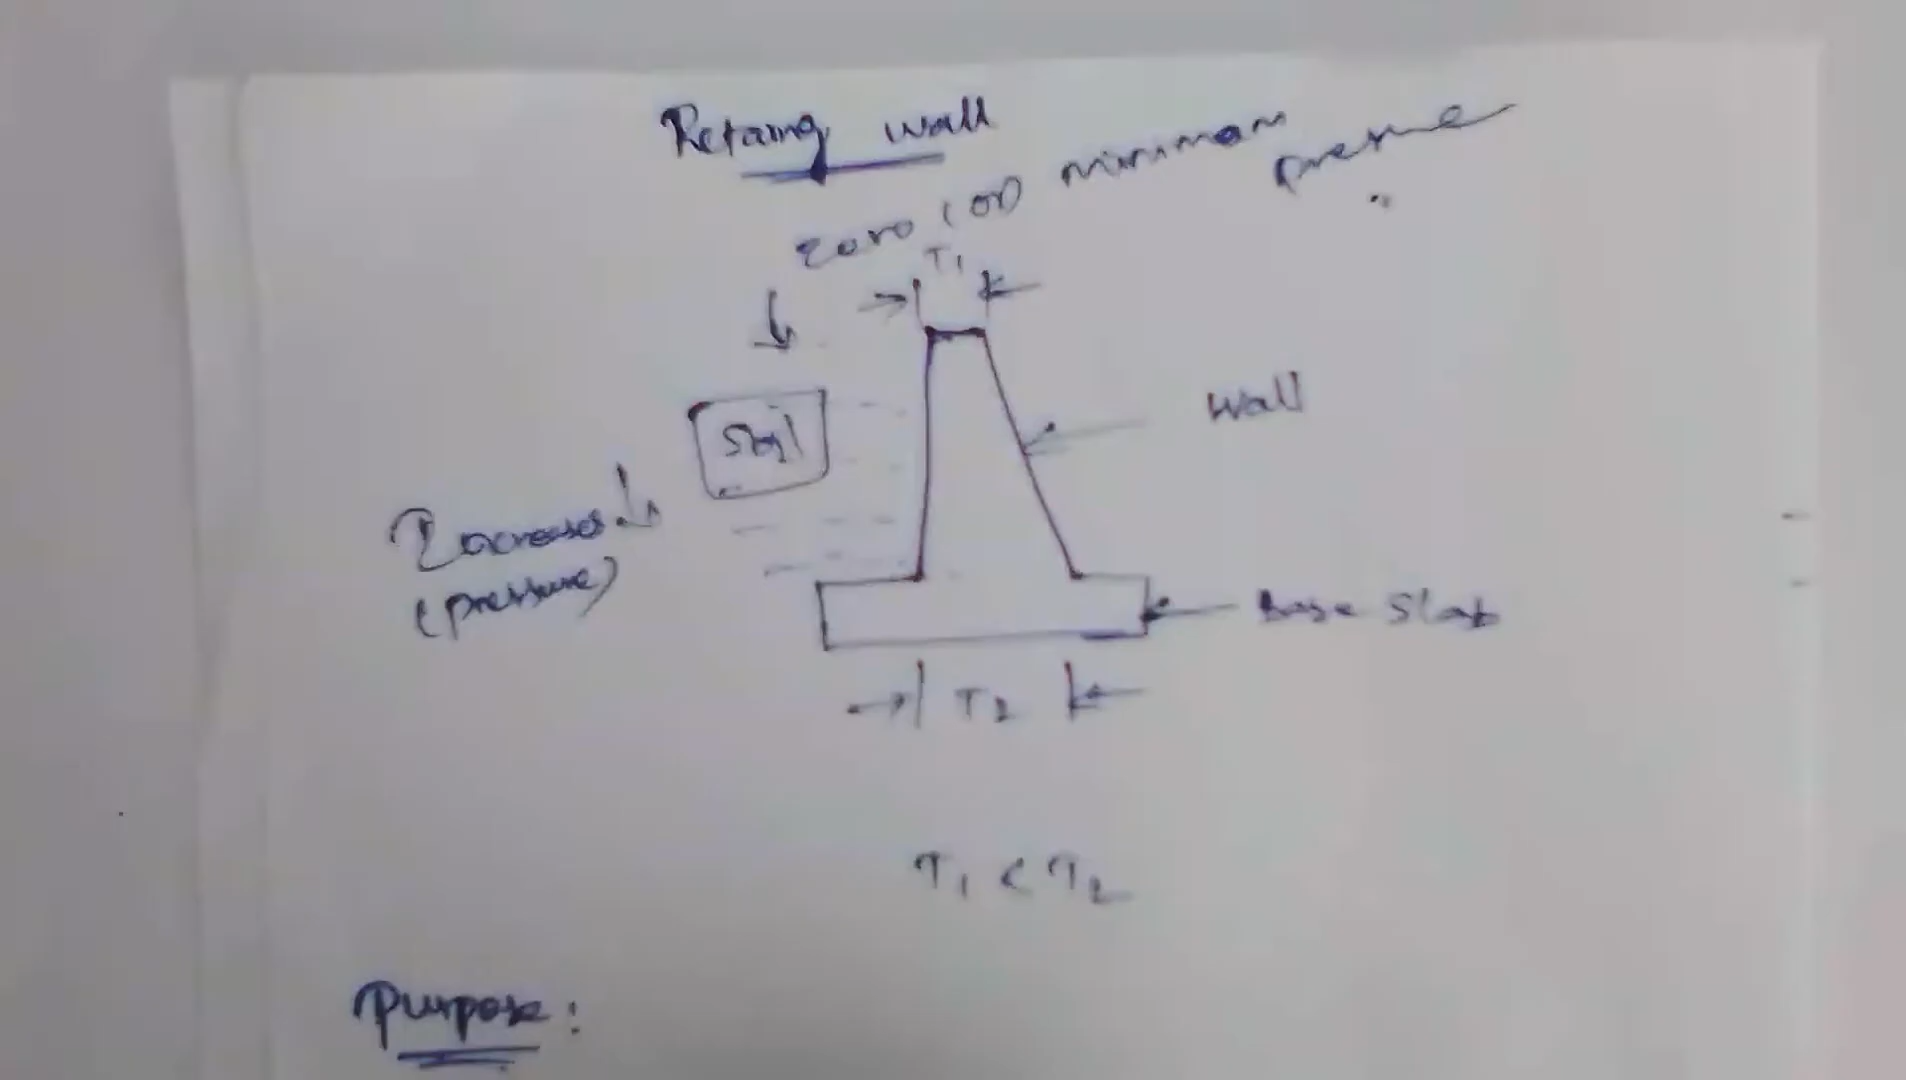 Retaing wall
zero (or) minimum pressure
T1
Soil
wall
Increases
(pressure)
Base Slab
T2
T1 < T2
Purpose: